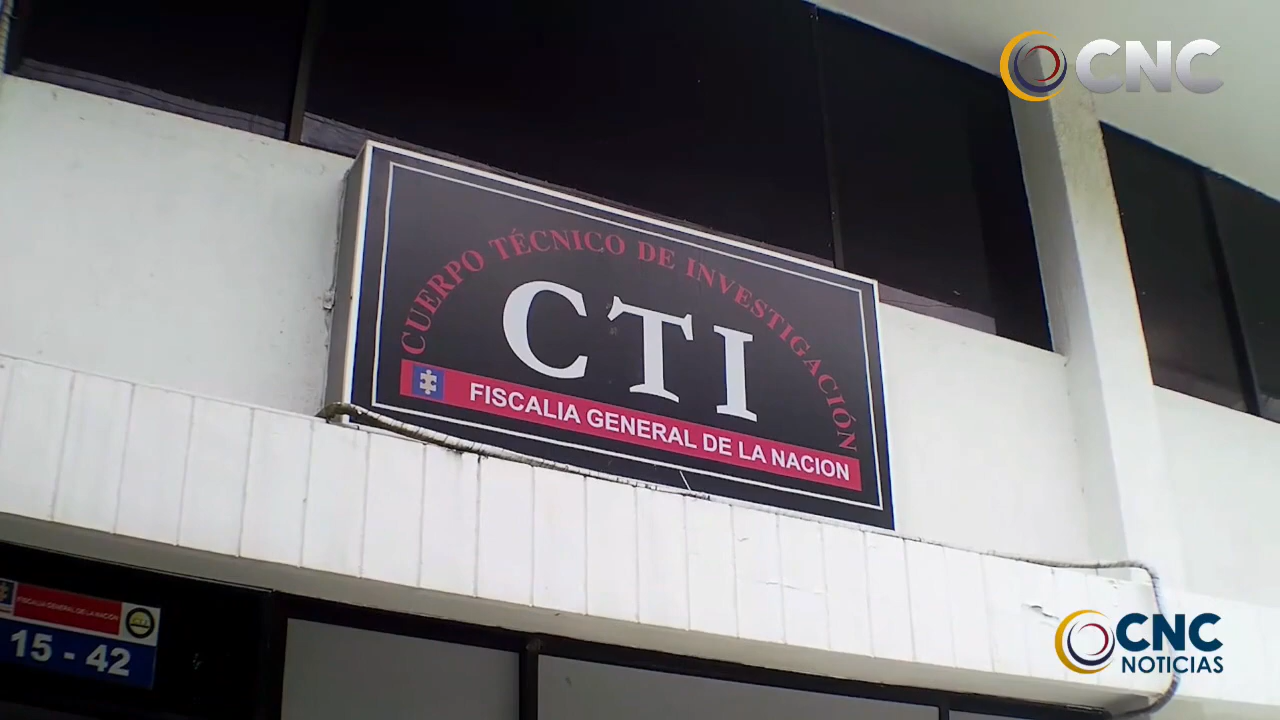 CNC
CUERPO TÉCNICO DE INVESTIGACIÓN
CTI
FISCALIA GENERAL DE LA NACION
FISCALIA GENERAL DE LA NACION
15 - 42
CNC
NOTICIAS